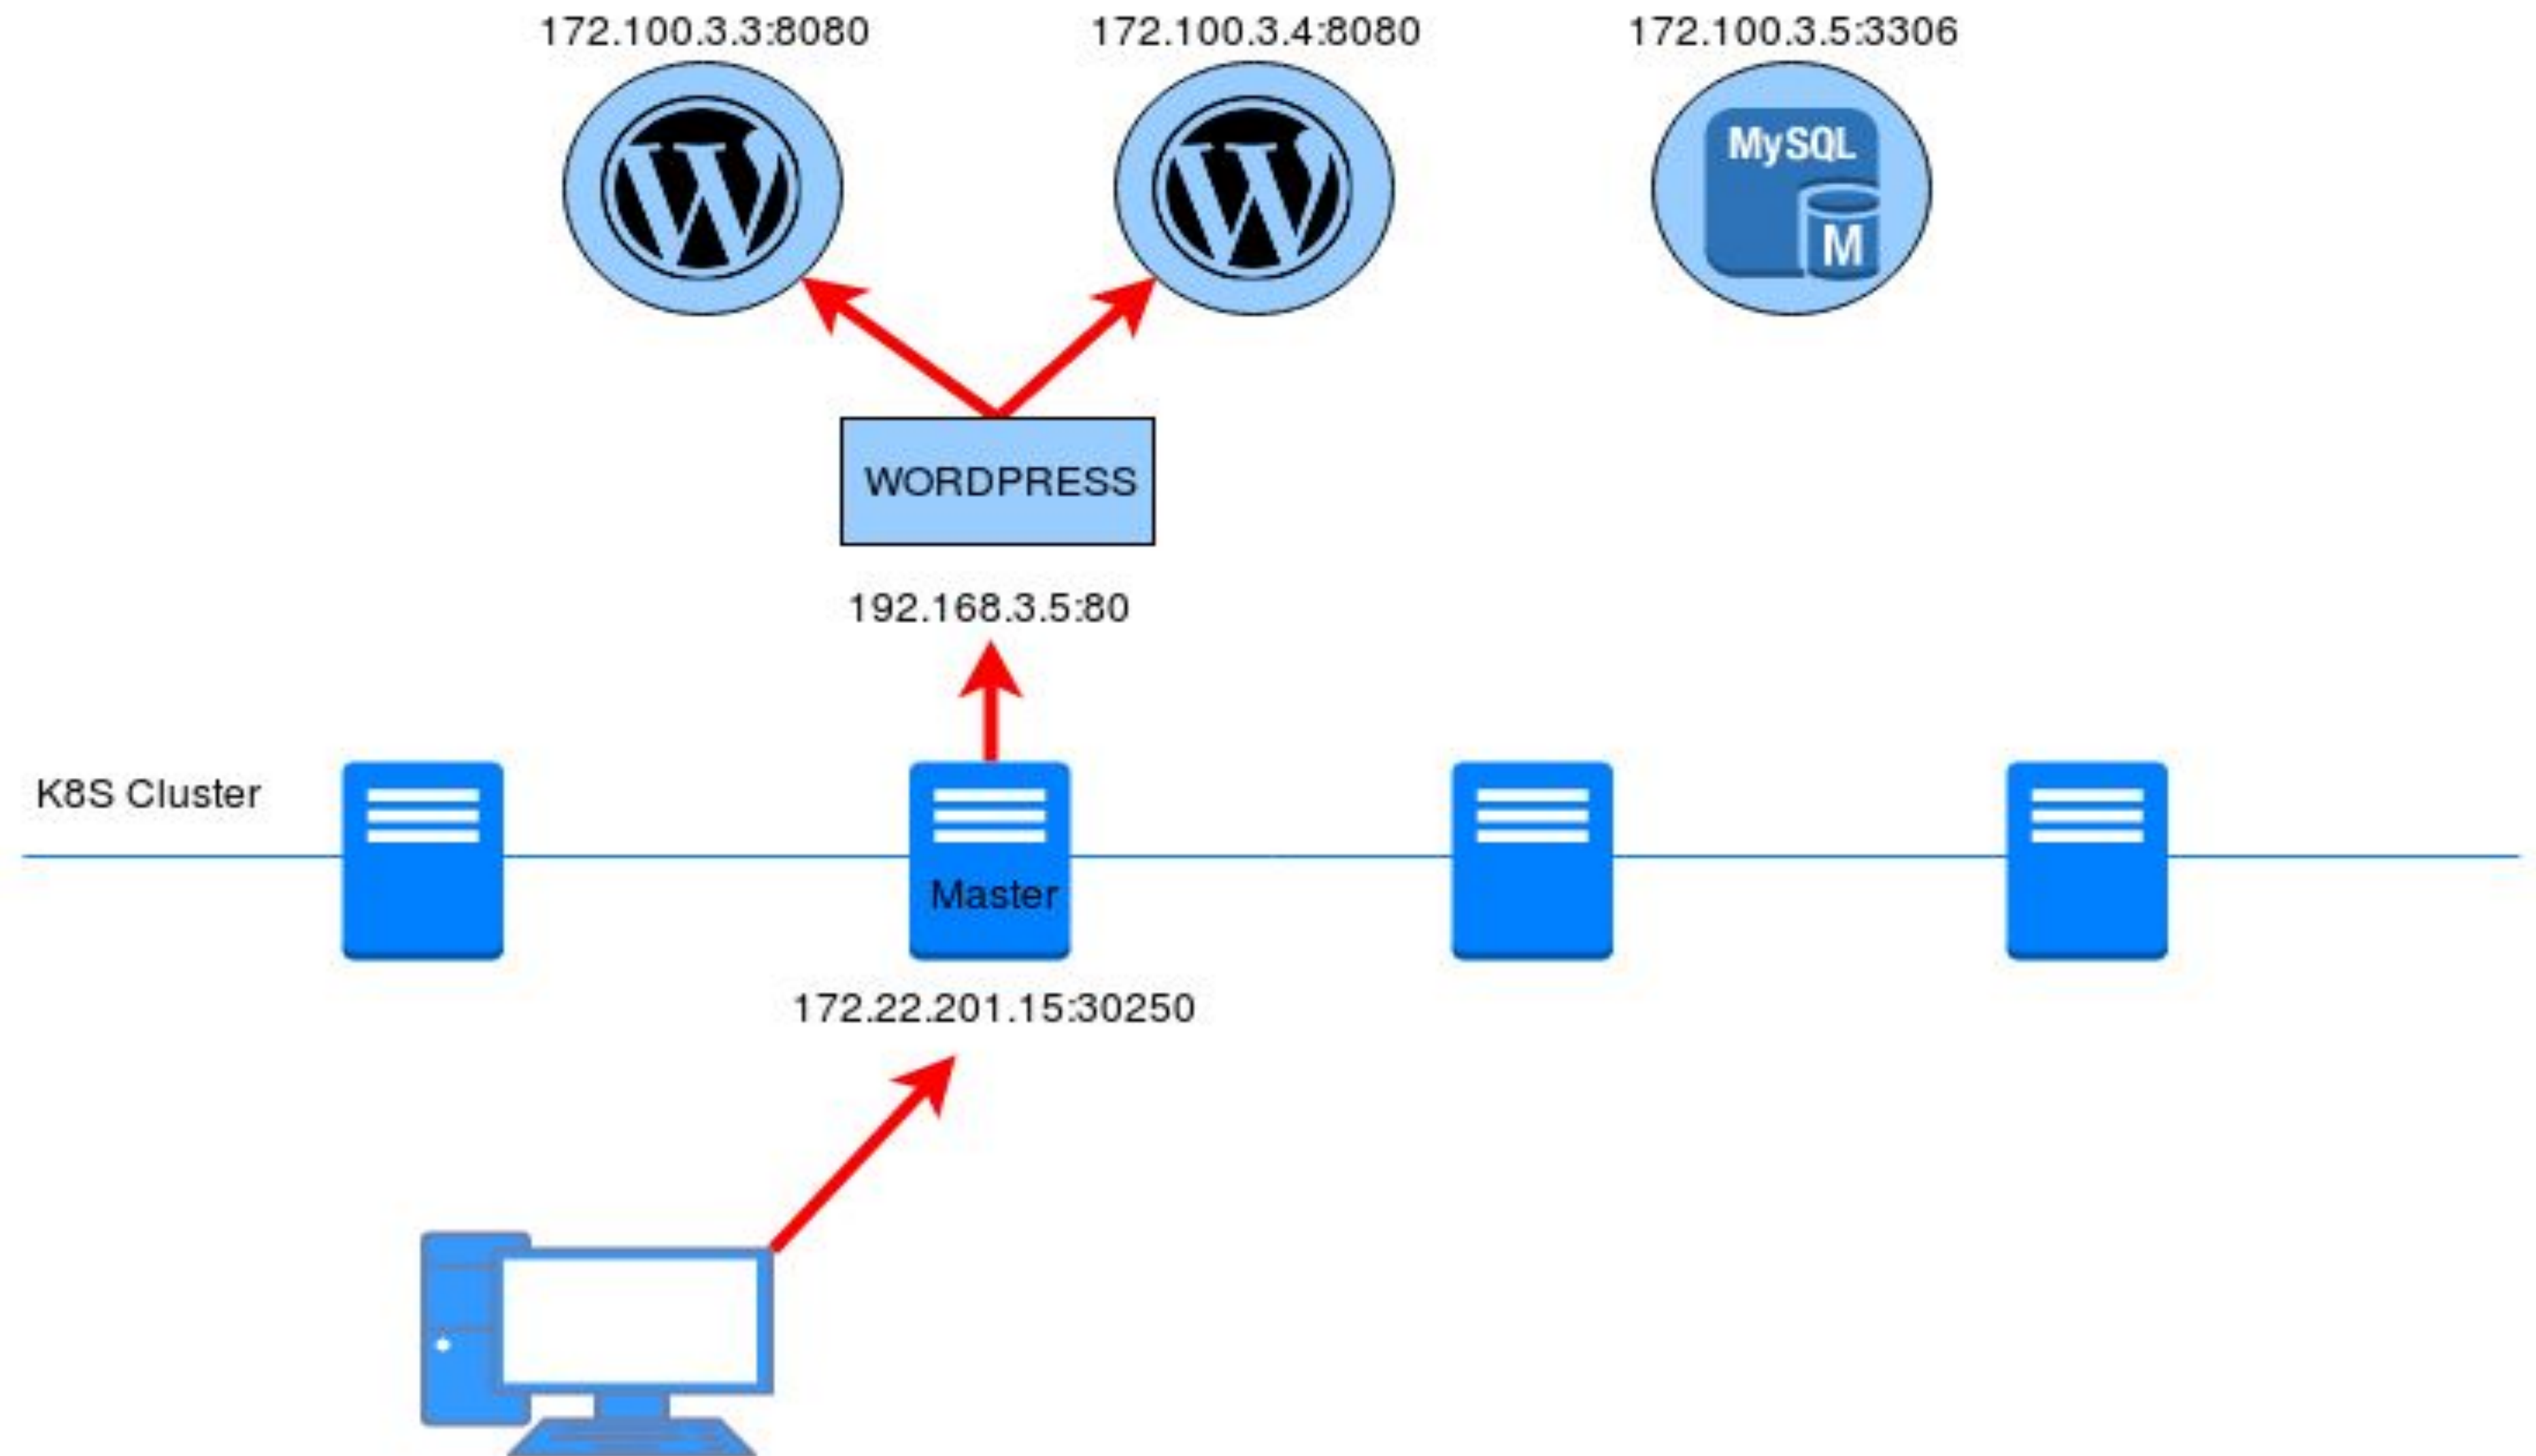 172.100.3.3:8080
172.100.3.4:8080
172.100.3.5:3306
W
W
MySQL
M
WORDPRESS
192.168.3.5:80
K8S Cluster
Master
172.22.201.15:30250